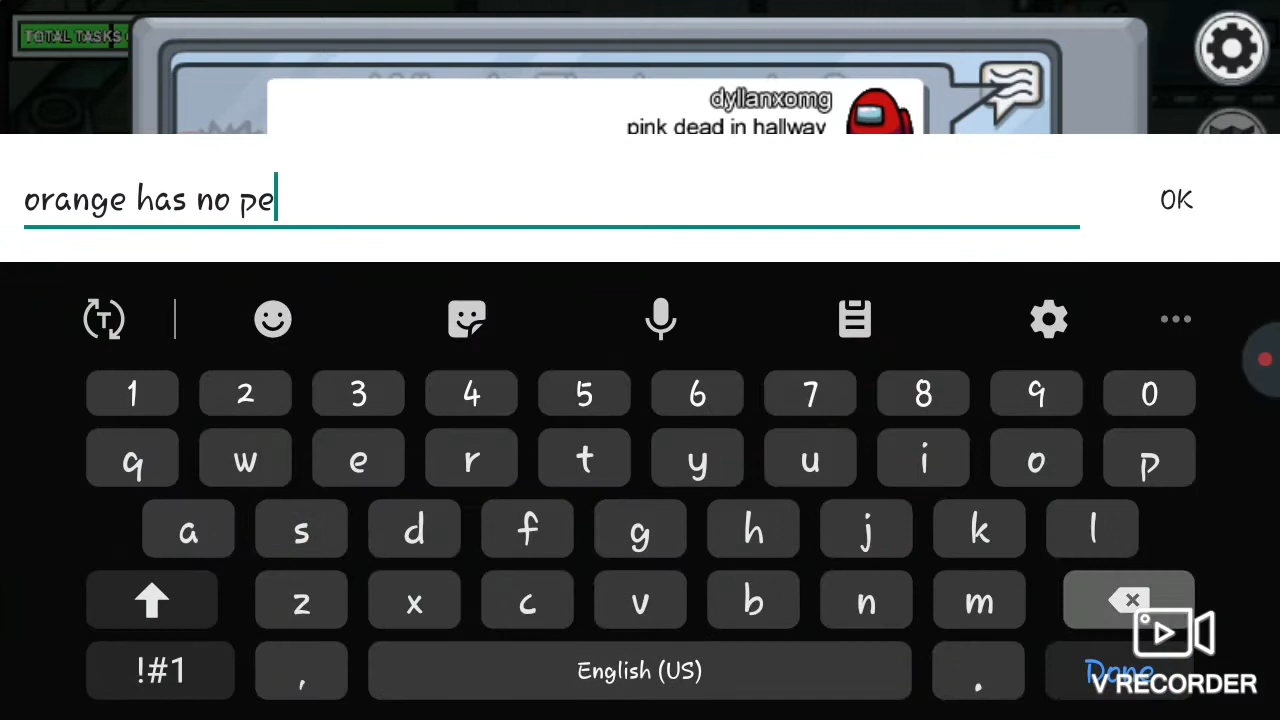 TOTAL TASKS
dyllanxomg
pink dead in hallway
orange has no pe
OK
T
1 2 3 4 5 6 7 8 9 0
q w e r t y u i o p
a s d f g h j k l
z x c v b n m
!#1 , English (US) . Done
V RECORDER